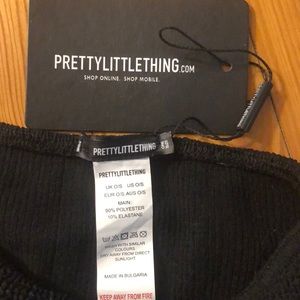 PRETTYLITTLETHING.COM
SHOP ONLINE. SHOP MOBILE.
PRETTYLITTLETHING
PRETTYLITTLETHING
UK O/S US O/S
EUR O/S AUS O/S
MAIN:
90% POLYESTER
10% ELASTANE
WASH WITH SIMILAR
COLOURS
DRY AWAY FROM DIRECT
SUNLIGHT
MADE IN BULGARIA
KEEP AWAY FROM FIRE